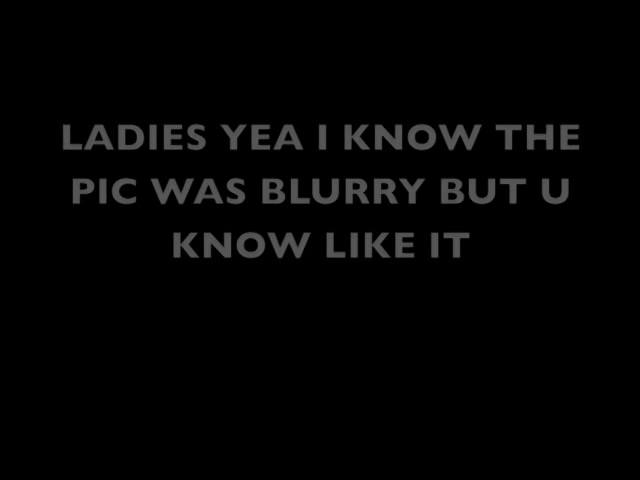 LADIES YEA I KNOW THE
PIC WAS BLURRY BUT U
KNOW LIKE IT